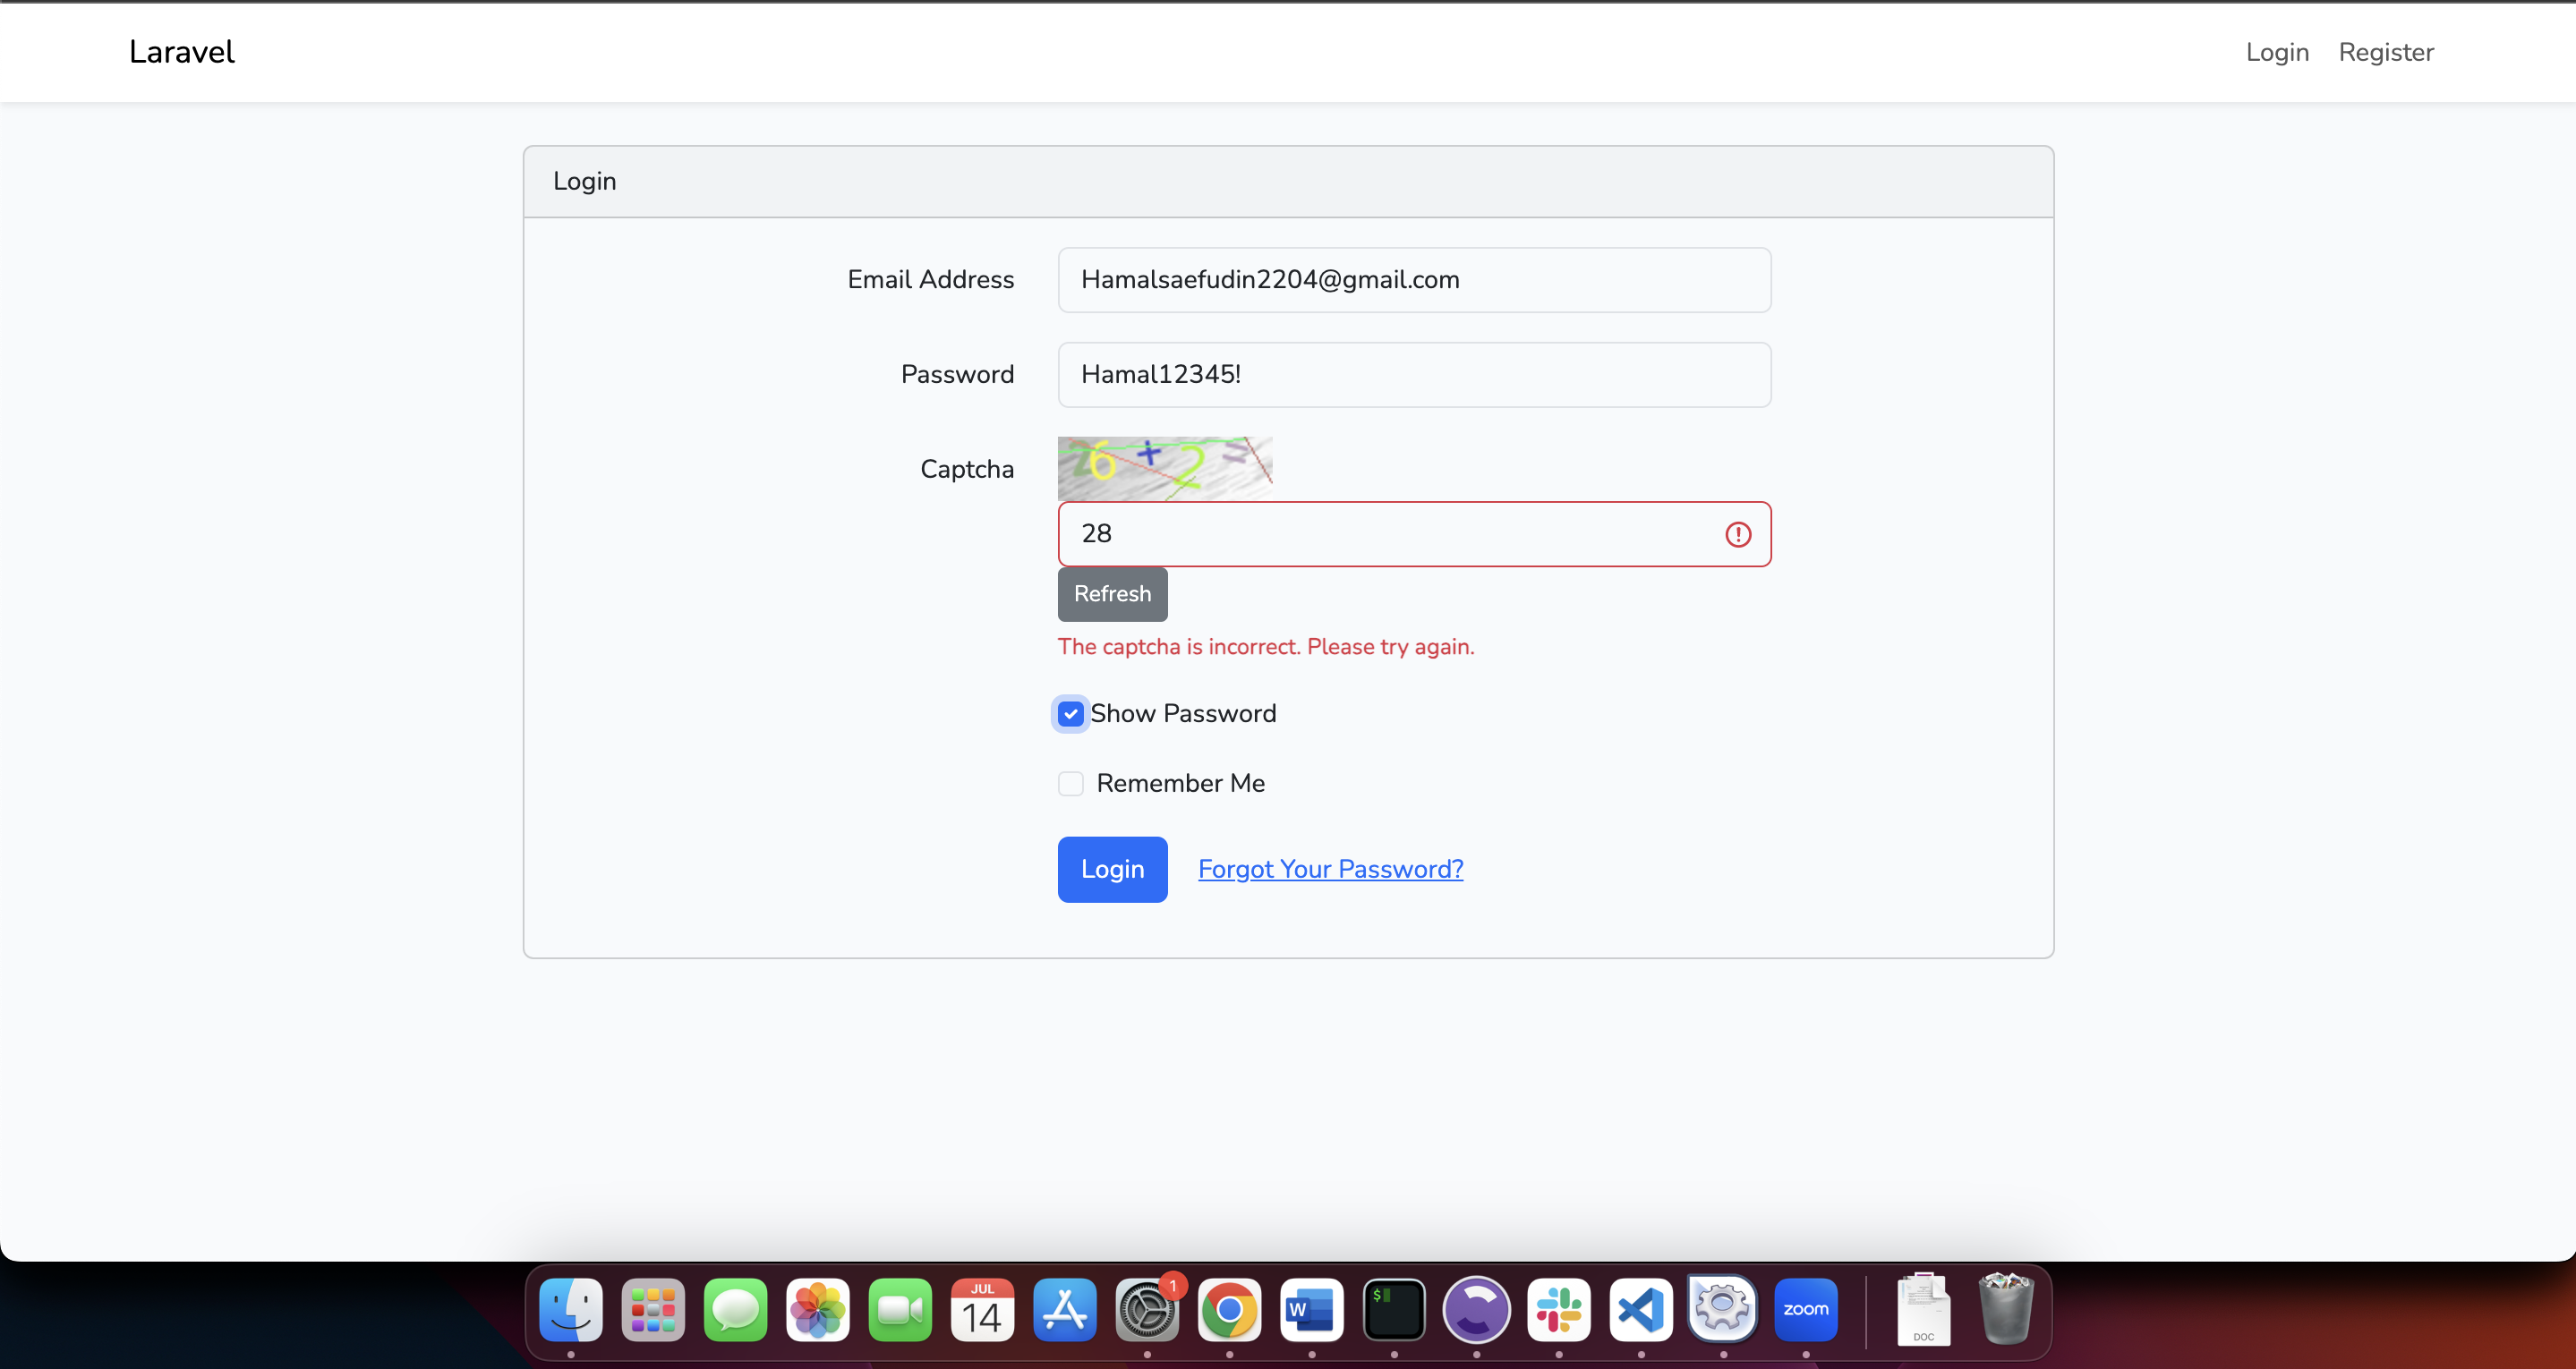 Laravel
Login Register
Login
Email Address Hamalsaefudin2204@gmail.com
Password Hamal12345!
Captcha 26 + 2 =
28
Refresh
The captcha is incorrect. Please try again.
Show Password
Remember Me
Login Forgot Your Password?
JUL
14
1
W
$
zoom
DOC